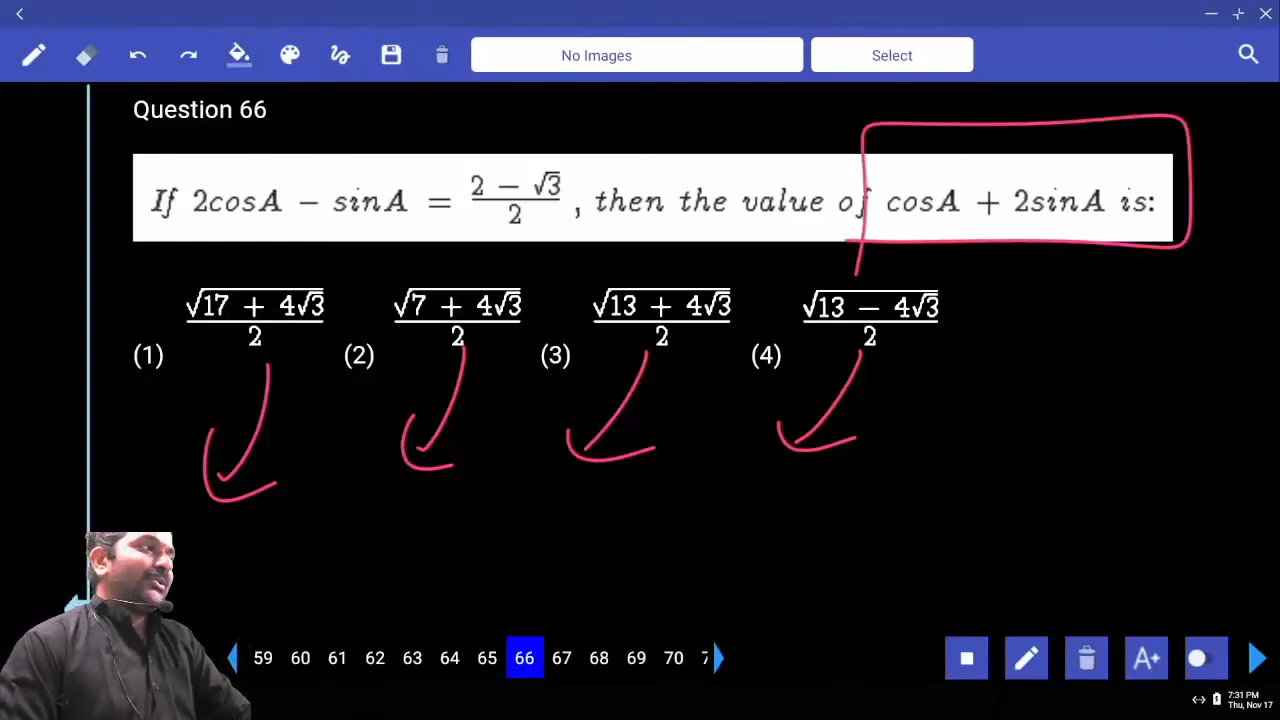 No Images
Select
Question 66
If 2cosA − sinA = (2 − √3)/2 , then the value of cosA + 2sinA is:
(1) √(17 + 4√3)/2 (2) √(7 + 4√3)/2 (3) √(13 + 4√3)/2 (4) √(13 − 4√3)/2
59 60 61 62 63 64 65 66 67 68 69 70 7
A+
7:31 PM
Thu, Nov 17